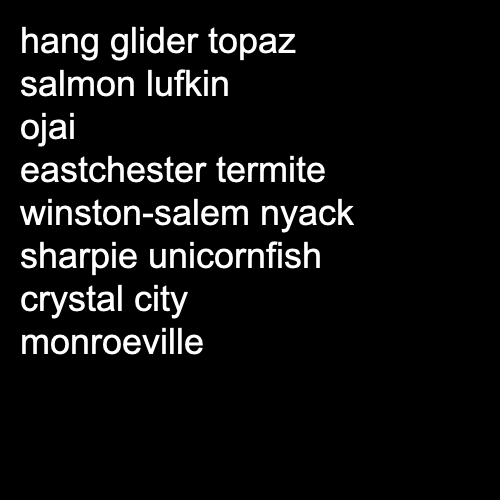 hang glider topaz
salmon lufkin
ojai
eastchester termite
winston-salem nyack
sharpie unicornfish
crystal city
monroeville